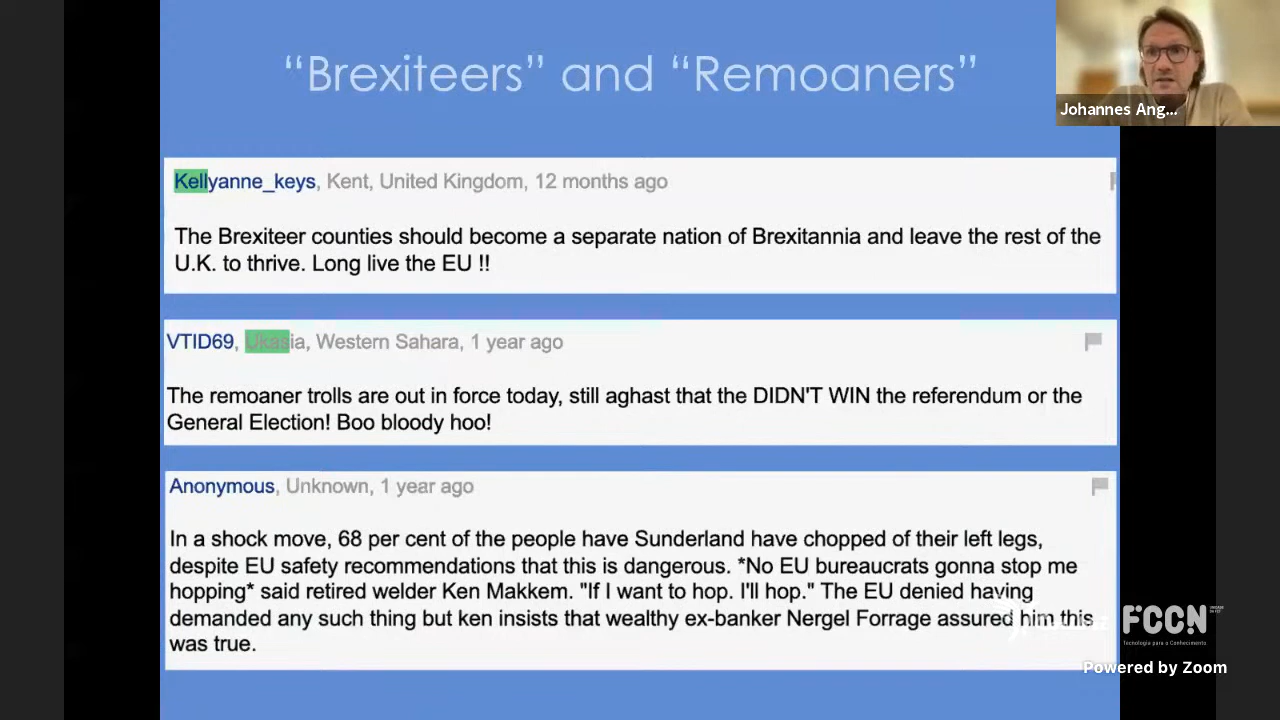 “Brexiteers” and “Remoaners”
Johannes Ang...
Kellyanne_keys, Kent, United Kingdom, 12 months ago
The Brexiteer counties should become a separate nation of Brexitannia and leave the rest of the
U.K. to thrive. Long live the EU !!
VTID69, Ukasia, Western Sahara, 1 year ago
The remoaner trolls are out in force today, still aghast that the DIDN'T WIN the referendum or the
General Election! Boo bloody hoo!
Anonymous, Unknown, 1 year ago
In a shock move, 68 per cent of the people have Sunderland have chopped of their left legs,
despite EU safety recommendations that this is dangerous. *No EU bureaucrats gonna stop me
hopping* said retired welder Ken Makkem. "If I want to hop. I'll hop." The EU denied having
demanded any such thing but ken insists that wealthy ex-banker Nergel Forrage assured him this
was true.
FCCN
Tecnologia para o Conhecimento
Powered by Zoom